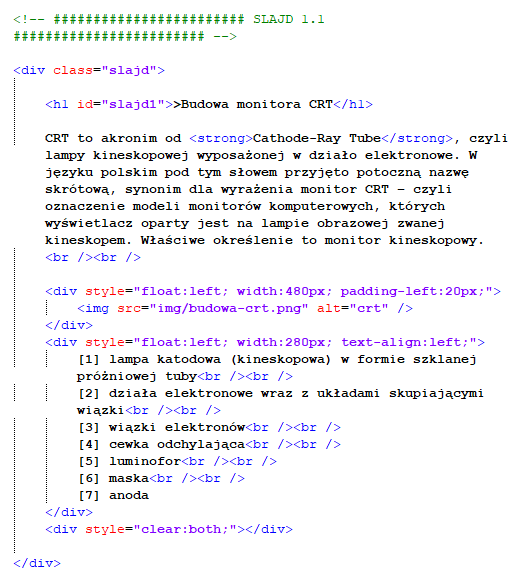 <!-- ######################## SLAJD 1.1
######################## -->
<div class="slajd">
<h1 id="slajd1">>Budowa monitora CRT</h1>
CRT to akronim od <strong>Cathode-Ray Tube</strong>, czyli
lampy kineskopowej wyposażonej w działo elektronowe. W
języku polskim pod tym słowem przyjęto potoczną nazwę
skrótową, synonim dla wyrażenia monitor CRT – czyli
oznaczenie modeli monitorów komputerowych, których
wyświetlacz oparty jest na lampie obrazowej zwanej
kineskopem. Właściwe określenie to monitor kineskopowy.
<br /><br />
<div style="float:left; width:480px; padding-left:20px;">
<img src="img/budowa-crt.png" alt="crt" />
</div>
<div style="float:left; width:280px; text-align:left;">
[1] lampa katodowa (kineskopowa) w formie szklanej
próżniowej tuby<br /><br />
[2] działa elektronowe wraz z układami skupiającymi
wiązki<br /><br />
[3] wiązki elektronów<br /><br />
[4] cewka odchylająca<br /><br />
[5] luminofor<br /><br />
[6] maska<br /><br />
[7] anoda
</div>
<div style="clear:both;"></div>
</div>